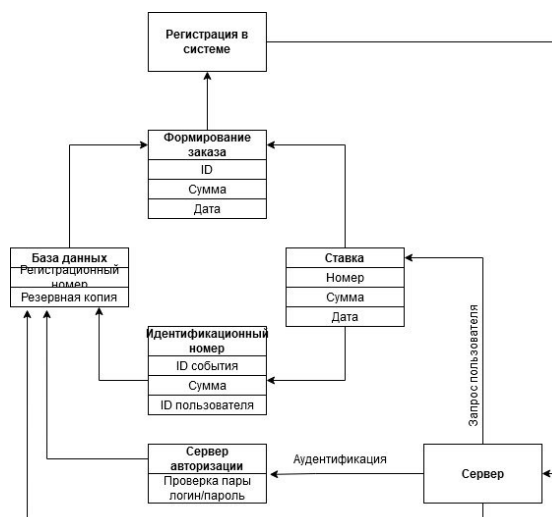 Регистрация в
системе
Формирование
заказа
ID
Сумма
Дата
База данных
Регистрационный
номер
Резервная копия
Ставка
Номер
Сумма
Дата
Идентификационный
номер
ID события
Сумма
ID пользователя
Запрос пользователя
Сервер
авторизации
Проверка пары
логин/пароль
Аудентификация
Сервер